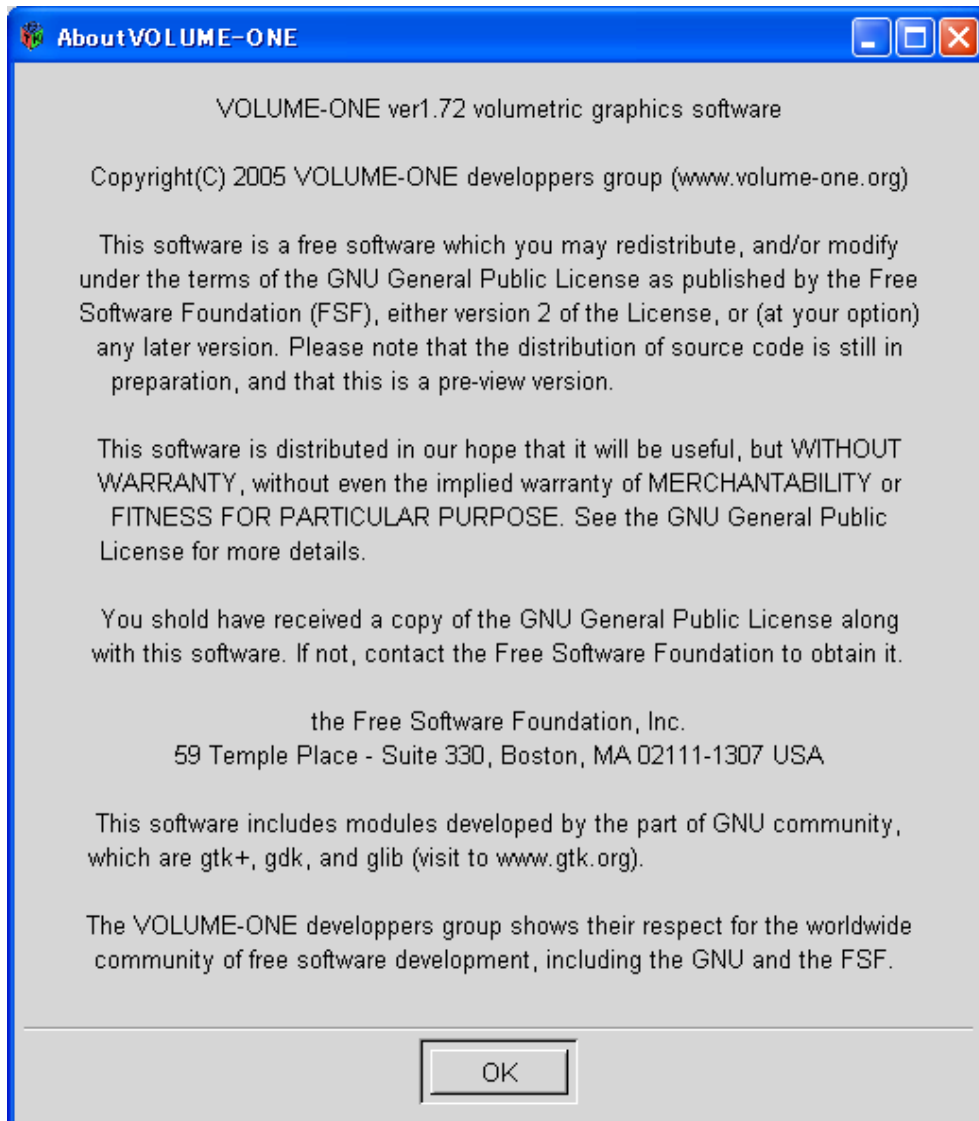 AboutVOLUME-ONE
VOLUME-ONE ver1.72 volumetric graphics software
Copyright(C) 2005 VOLUME-ONE developpers group (www.volume-one.org)
This software is a free software which you may redistribute, and/or modify
under the terms of the GNU General Public License as published by the Free
Software Foundation (FSF), either version 2 of the License, or (at your option)
any later version. Please note that the distribution of source code is still in
preparation, and that this is a pre-view version.
This software is distributed in our hope that it will be useful, but WITHOUT
WARRANTY, without even the implied warranty of MERCHANTABILITY or
FITNESS FOR PARTICULAR PURPOSE. See the GNU General Public
License for more details.
You shold have received a copy of the GNU General Public License along
with this software. If not, contact the Free Software Foundation to obtain it.
the Free Software Foundation, Inc.
59 Temple Place - Suite 330, Boston, MA 02111-1307 USA
This software includes modules developed by the part of GNU community,
which are gtk+, gdk, and glib (visit to www.gtk.org).
The VOLUME-ONE developpers group shows their respect for the worldwide
community of free software development, including the GNU and the FSF.
OK